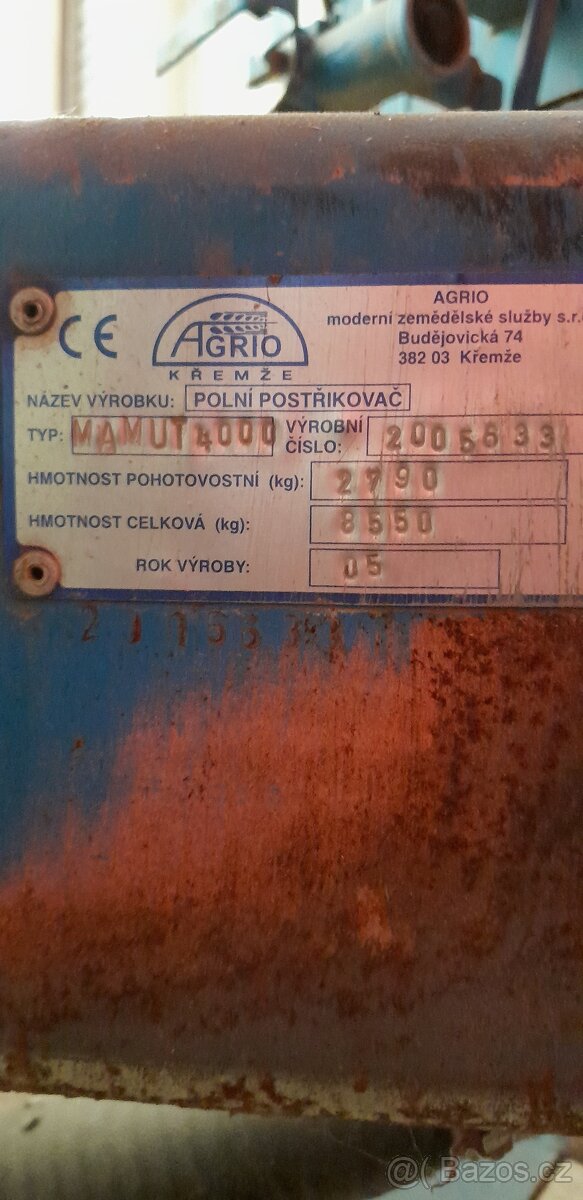 AGRIO
moderní zemědělské služby s.r.
Budějovická 74
382 03 Křemže
CE
AGRIO
KŘEMŽE
NÁZEV VÝROBKU: POLNÍ POSTŘIKOVAČ
TYP: MAMUT 4000 VÝROBNÍ ČÍSLO: 2005633
HMOTNOST POHOTOVOSTNÍ (kg): 2790
HMOTNOST CELKOVÁ (kg): 8550
ROK VÝROBY: 05
@( Bazos.cz